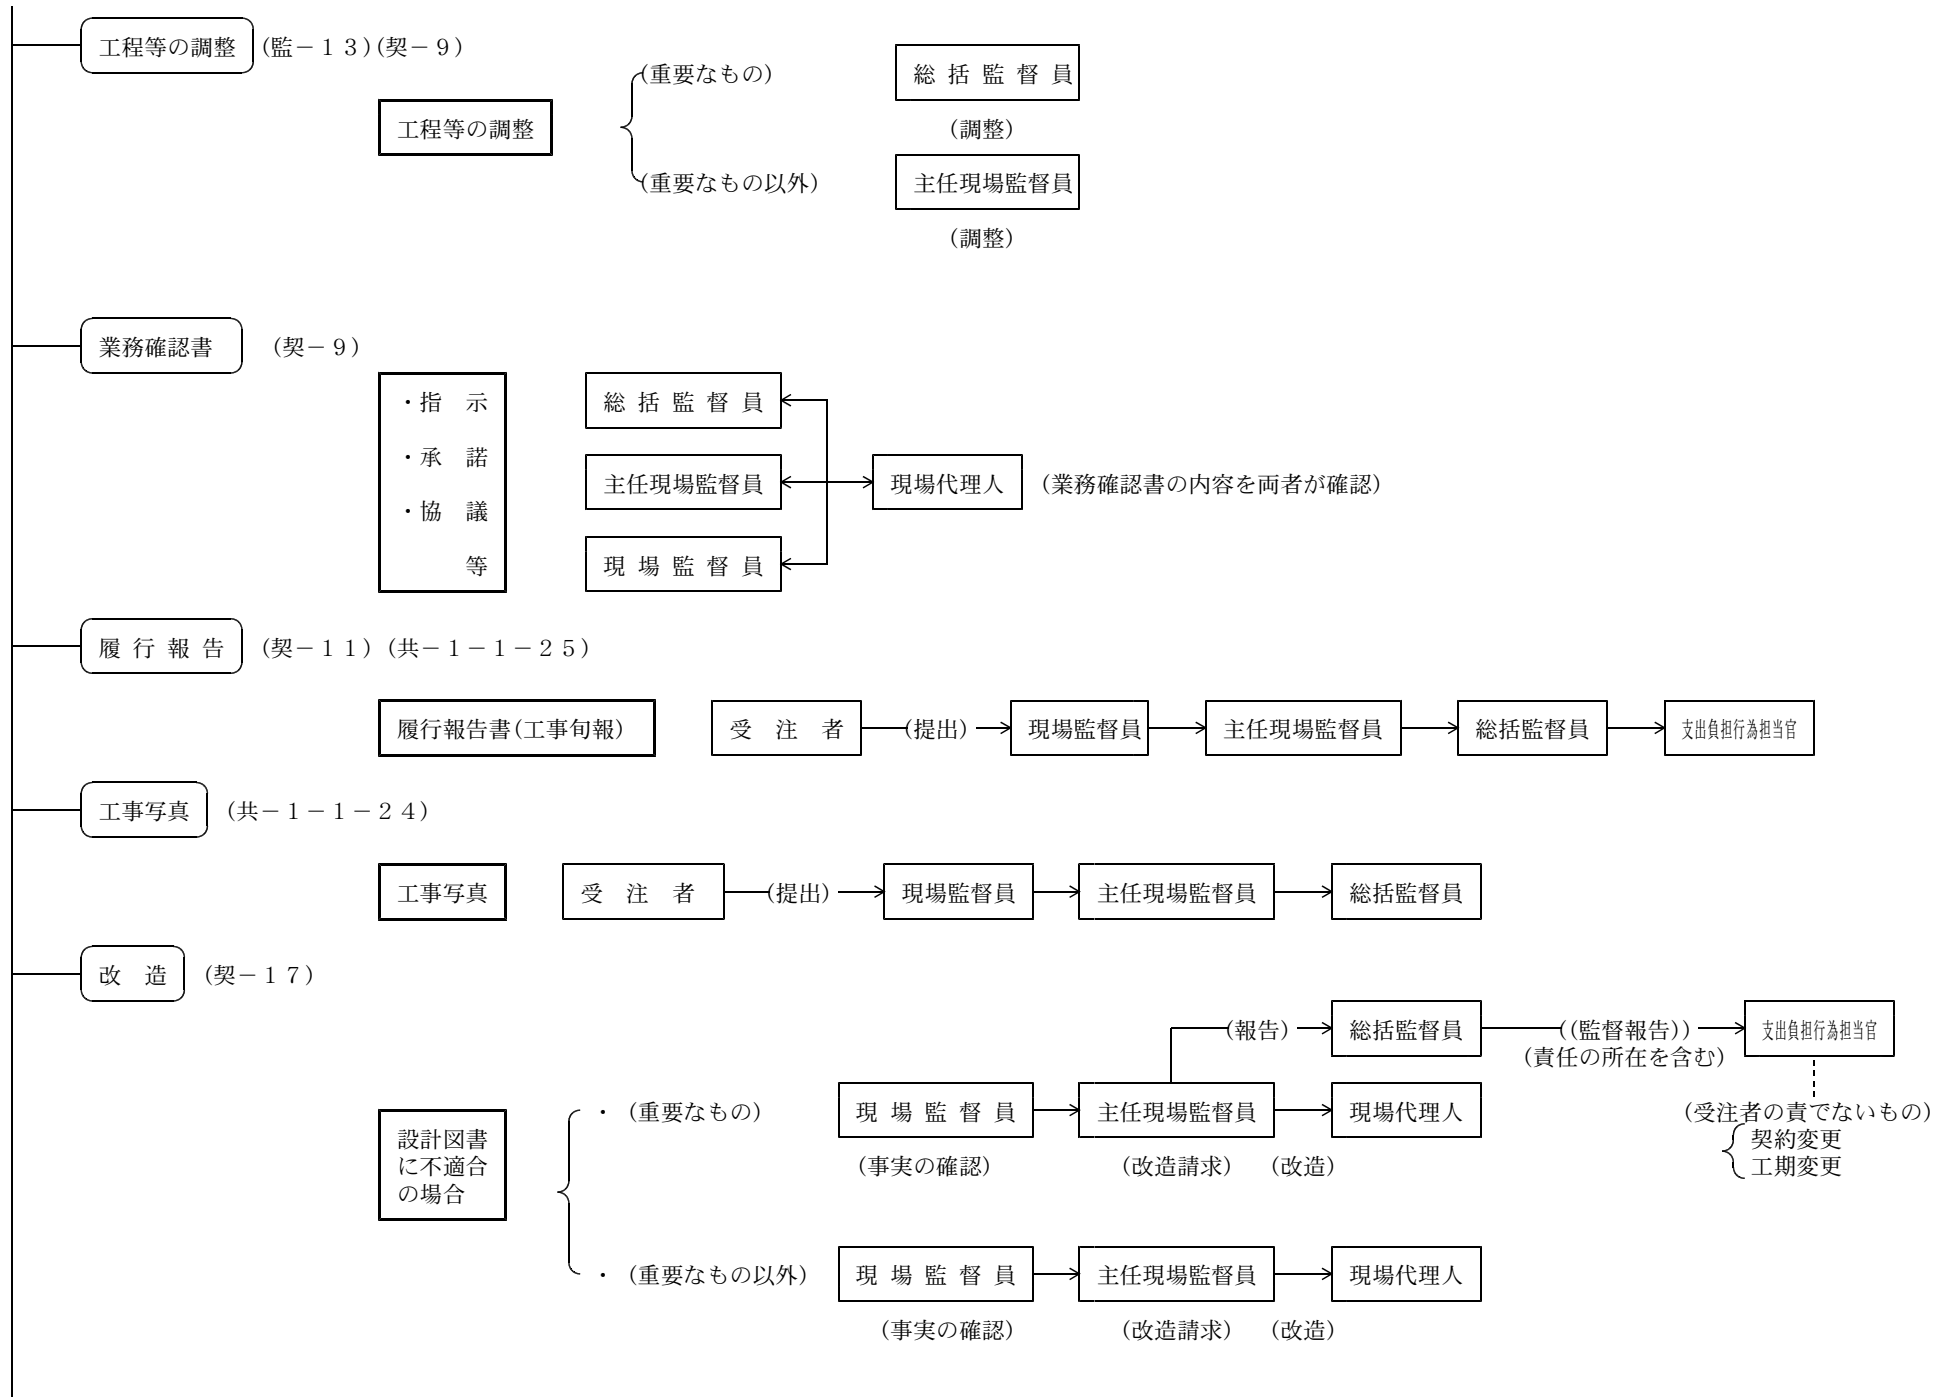 工程等の調整 (監－１３)(契－９)
(重要なもの) 総括監督員
工程等の調整 (調整)
(重要なもの以外) 主任現場監督員
(調整)
業務確認書 (契－９)
・指　示 総括監督員
・承　諾
主任現場監督員 現場代理人 (業務確認書の内容を両者が確認)
・協　議
等 現場監督員
履行報告 (契－１１) (共－１－１－２５)
履行報告書(工事旬報) 受　注　者 (提出) 現場監督員 主任現場監督員 総括監督員 支出負担行為担当官
工事写真 (共－１－１－２４)
工事写真 受　注　者 (提出) 現場監督員 主任現場監督員 総括監督員
改　造 (契－１７)
(報告) 総括監督員 ((監督報告)) 支出負担行為担当官
(責任の所在を含む)
・ (重要なもの) 現場監督員 主任現場監督員 現場代理人 (受注者の責でないもの)
設計図書 契約変更
に不適合 (事実の確認) (改造請求) (改造) 工期変更
の場合
・ (重要なもの以外) 現場監督員 主任現場監督員 現場代理人
(事実の確認) (改造請求) (改造)